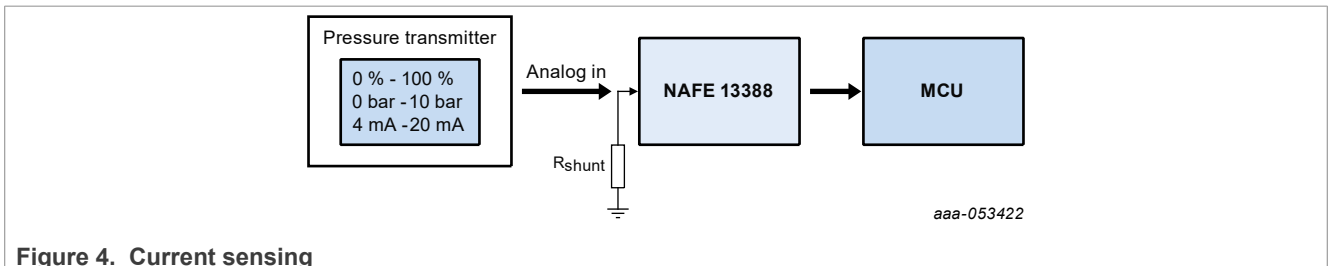 Pressure transmitter
0 % - 100 %
0 bar - 10 bar
4 mA - 20 mA
Analog in
Rshunt
NAFE 13388
MCU
aaa-053422
Figure 4. Current sensing